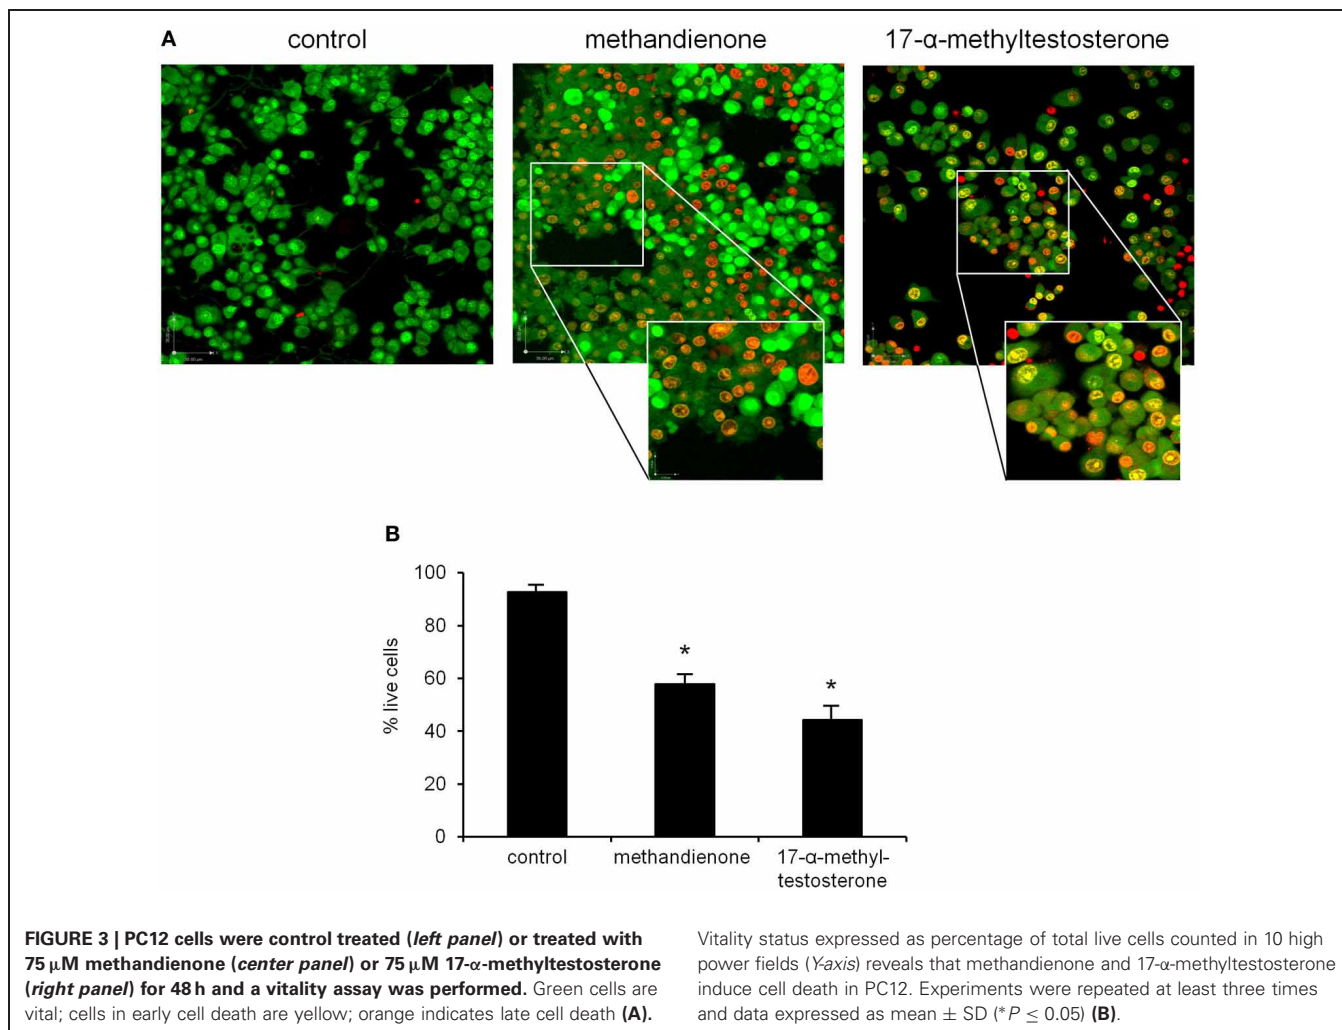 A
control
methandienone
17-α-methyltestosterone
B
100
80
60
40
20
0
% live cells
*
*
control
methandienone
17-α-methyl-
testosterone
FIGURE 3 | PC12 cells were control treated (left panel) or treated with
75 μM methandienone (center panel) or 75 μM 17-α-methyltestosterone
(right panel) for 48 h and a vitality assay was performed. Green cells are
vital; cells in early cell death are yellow; orange indicates late cell death (A).
Vitality status expressed as percentage of total live cells counted in 10 high
power fields (Y-axis) reveals that methandienone and 17-α-methyltestosterone
induce cell death in PC12. Experiments were repeated at least three times
and data expressed as mean ± SD (*P ≤ 0.05) (B).